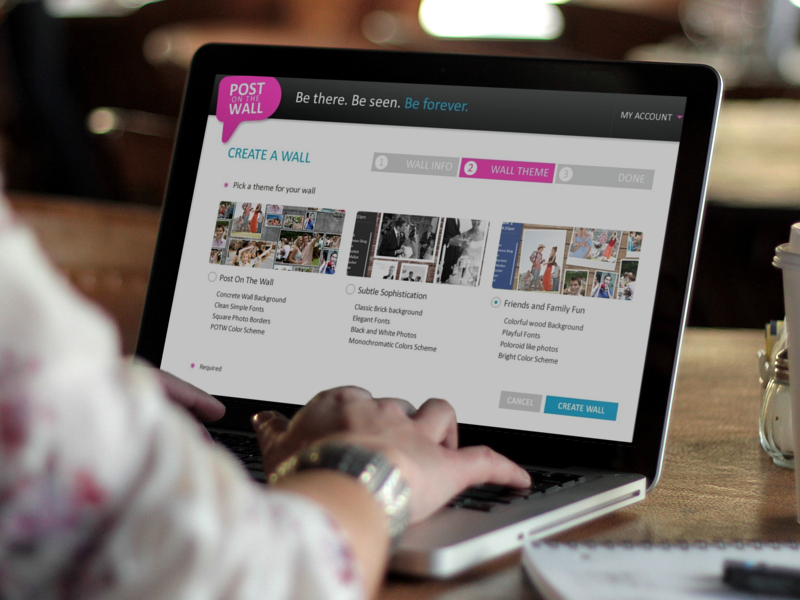 POST
ON THE
WALL
Be there. Be seen. Be forever.
MY ACCOUNT
CREATE A WALL
1 WALL INFO
2 WALL THEME
3 DONE
Pick a theme for your wall
Post On The Wall
Concrete Wall Background
Clean Simple Fonts
Square Photo Borders
POTW Color Scheme
Subtle Sophistication
Classic Brick background
Elegant Fonts
Black and White Photos
Monochromatic Colors Scheme
Friends and Family Fun
Colorful wood Background
Playful Fonts
Poloroid like photos
Bright Color Scheme
Required
CANCEL
CREATE WALL